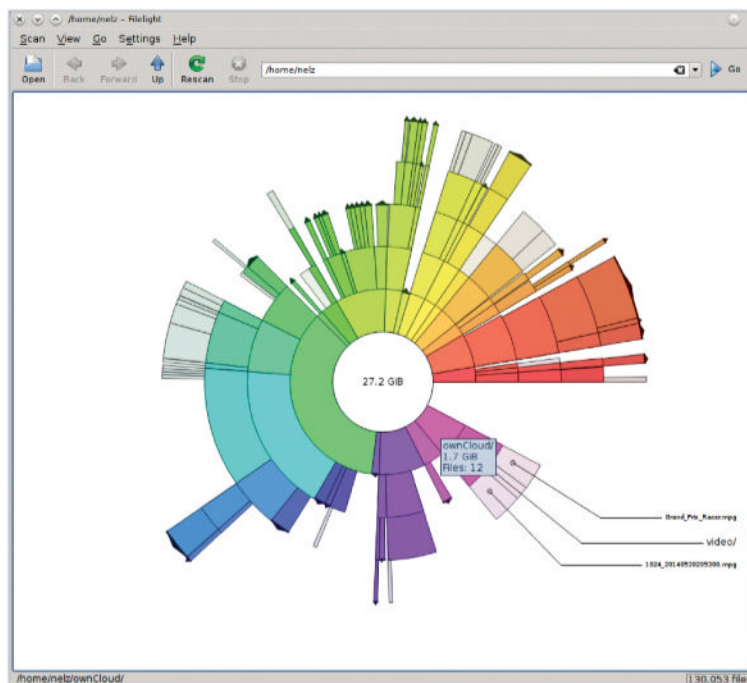 /home/nelz – Filelight
Scan View Go Settings Help
Open Back Forward Up Rescan Stop /home/nelz Go
27.2 GiB
ownCloud/
1.7 GiB
Files: 12
Grand_Prix_Racer.mpg
video/
1024_20140530205300.mpg
/home/nelz/ownCloud/ 130,053 file